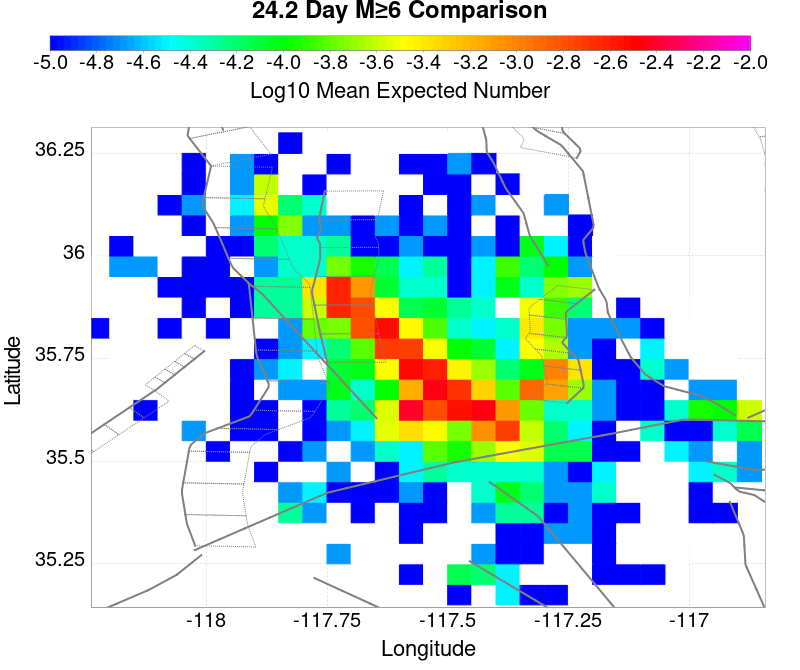 24.2 Day M≥6 Comparison
-5.0 -4.8 -4.6 -4.4 -4.2 -4.0 -3.8 -3.6 -3.4 -3.2 -3.0 -2.8 -2.6 -2.4 -2.2 -2.0
Log10 Mean Expected Number
36.25
36
35.75
35.5
35.25
Latitude
-118 -117.75 -117.5 -117.25 -117
Longitude